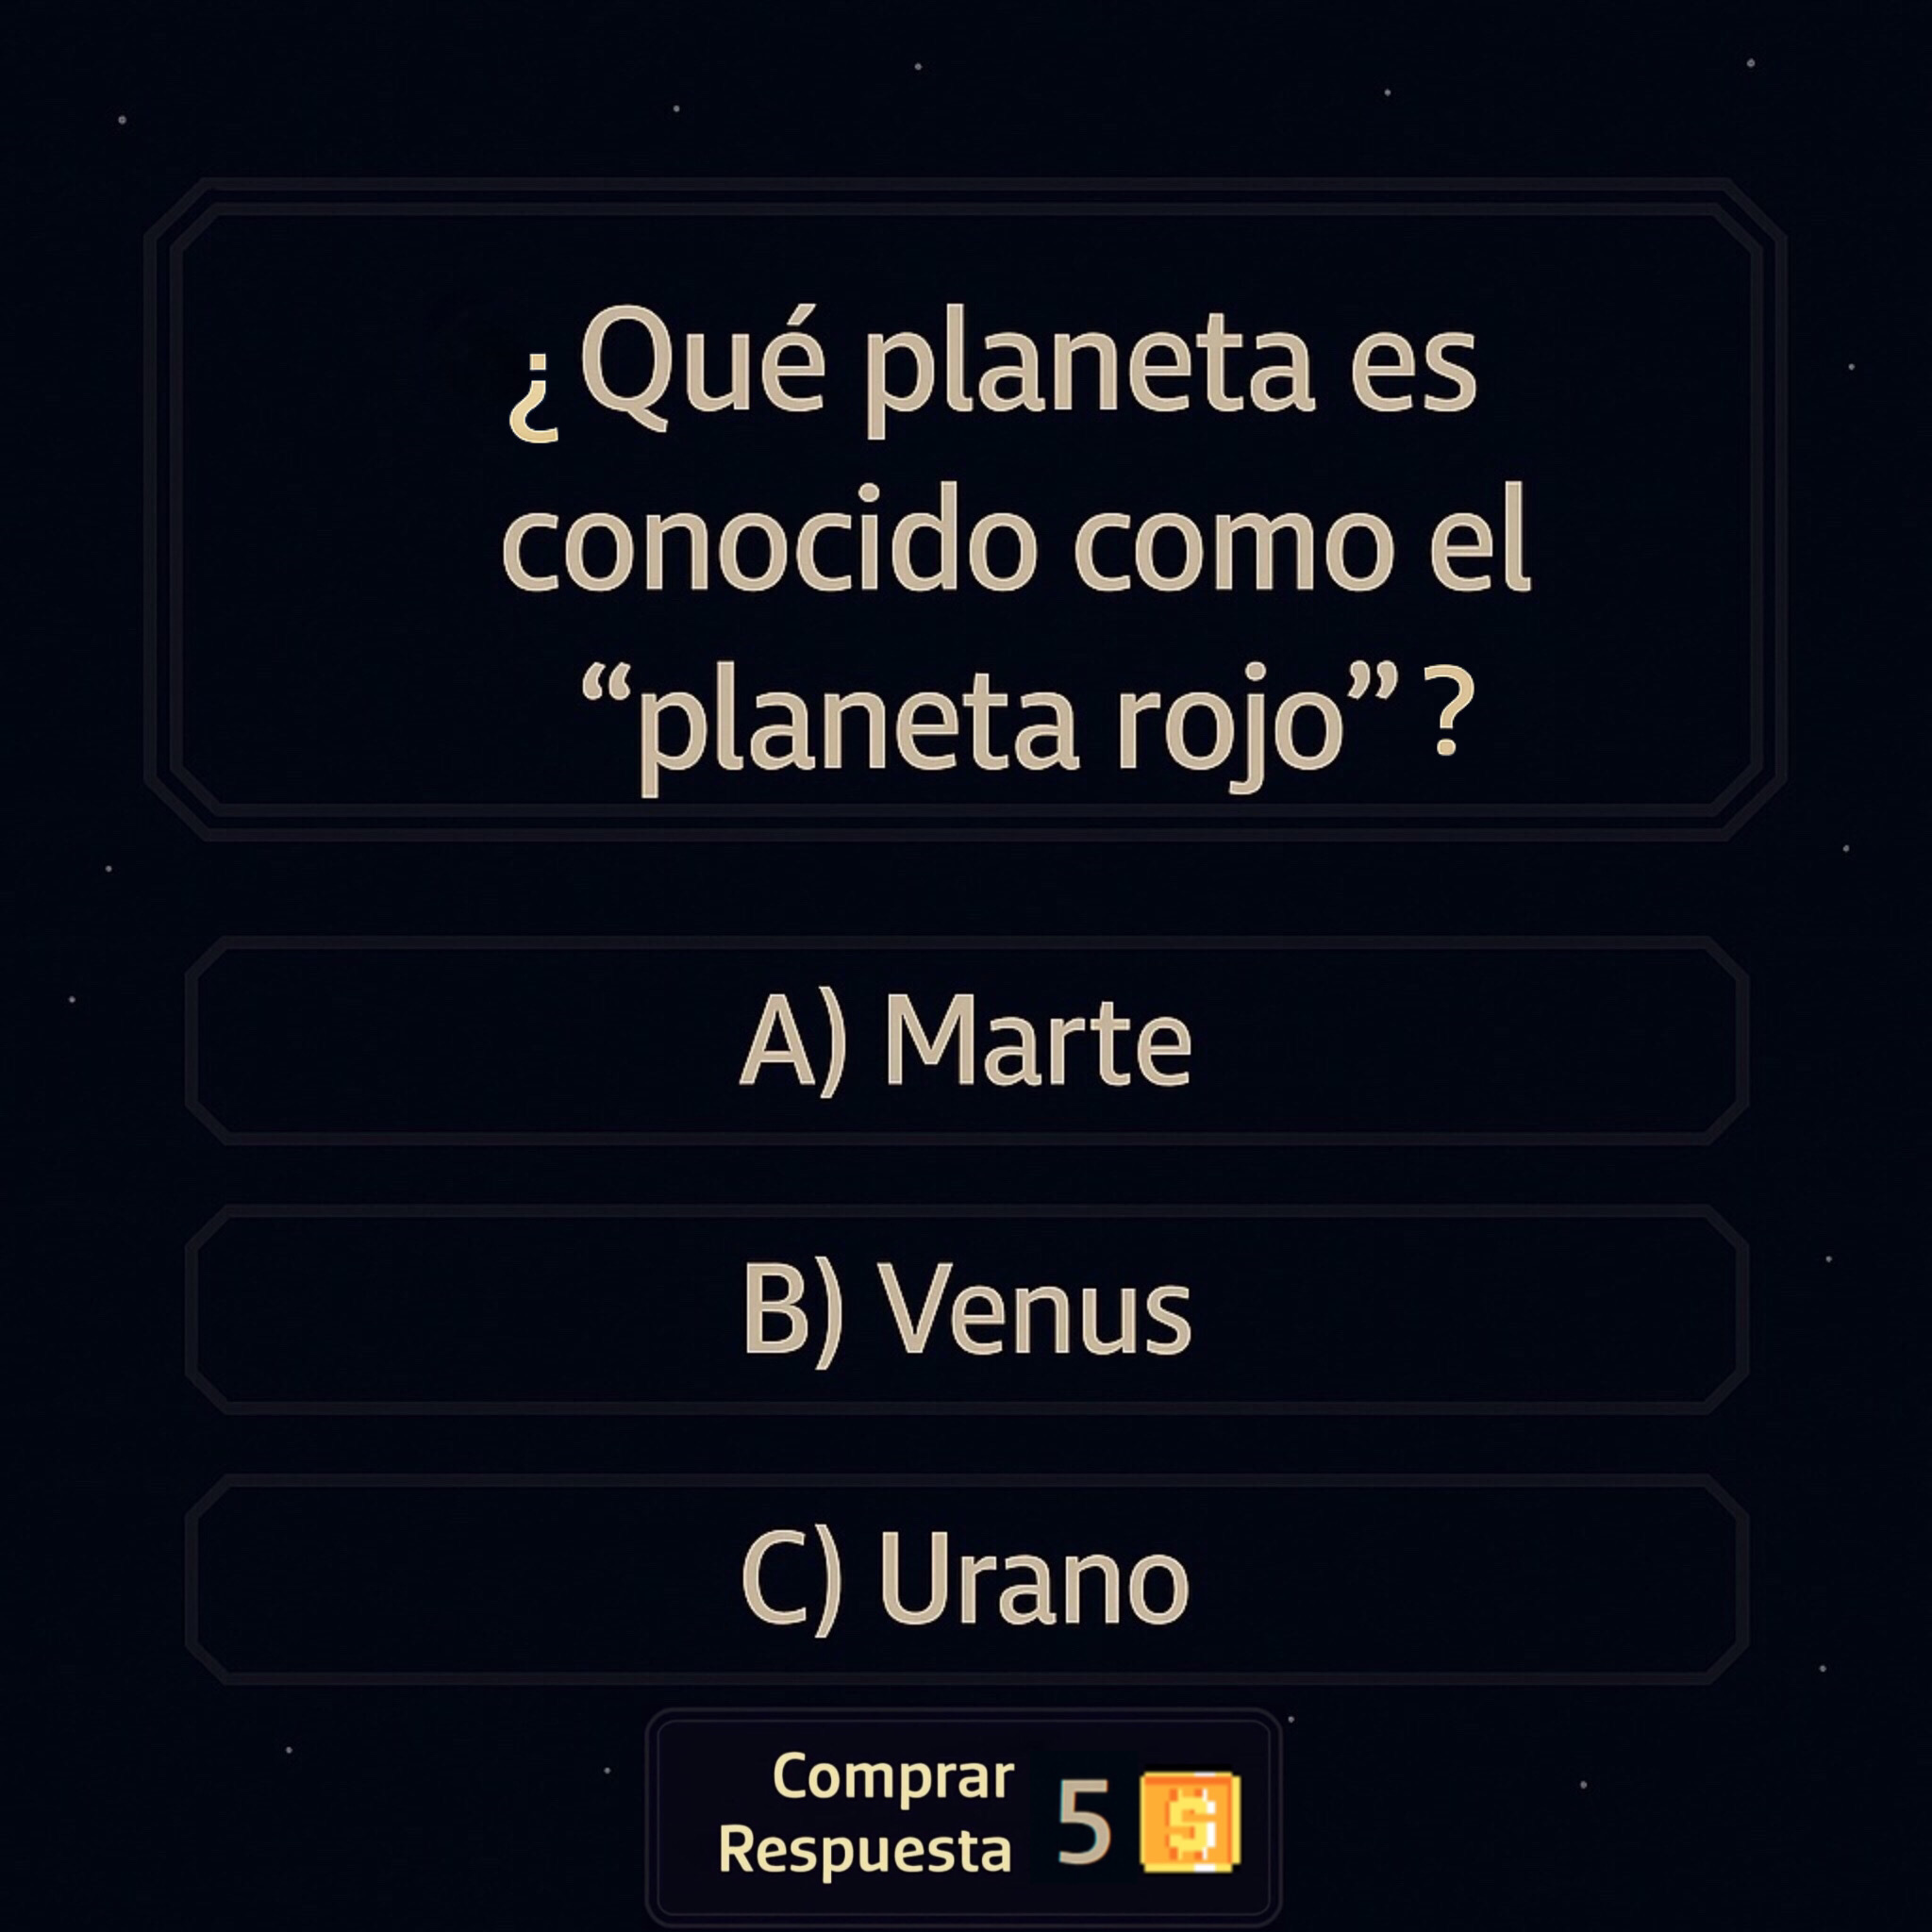 ¿Qué planeta es
conocido como el
“planeta rojo”?
A) Marte
B) Venus
C) Urano
Comprar
Respuesta
5
S